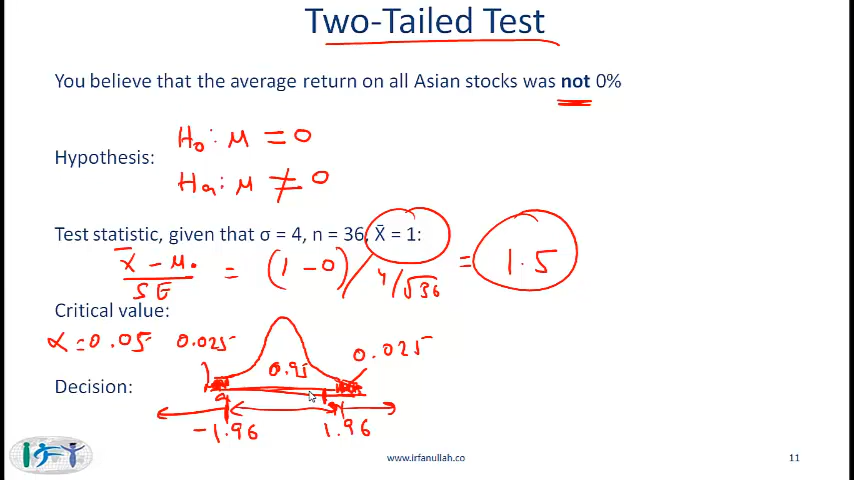 Two-Tailed Test
You believe that the average return on all Asian stocks was not 0%
H₀: μ = 0
Hypothesis:
Hₐ: μ ≠ 0
Test statistic, given that σ = 4, n = 36, X̄ = 1:
X̄ - μ₀ / SE = (1 - 0) / 4/√36 = 1.5
Critical value:
α = 0.05 0.025 0.95 0.025
Decision:
-1.96 1.96
www.irfanullah.co 11